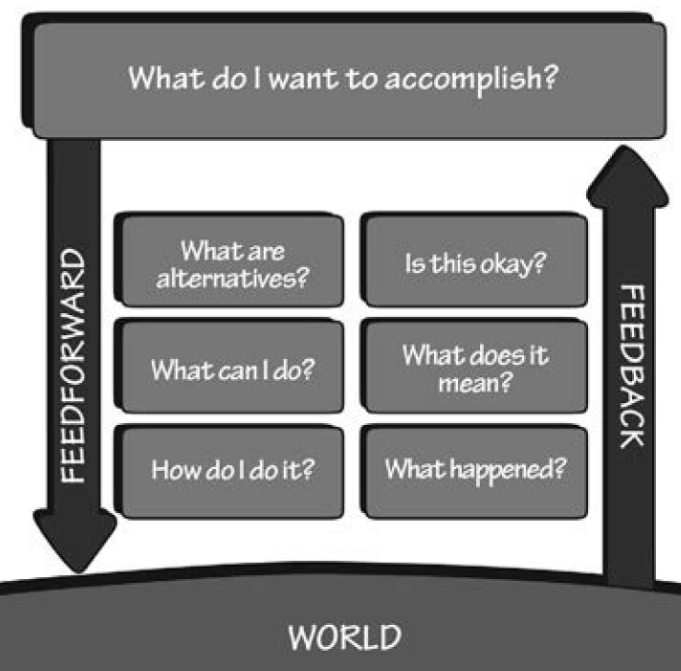 What do I want to accomplish?
FEEDFORWARD
What are
alternatives?
Is this okay?
What can I do?
What does it
mean?
How do I do it?
What happened?
FEEDBACK
WORLD